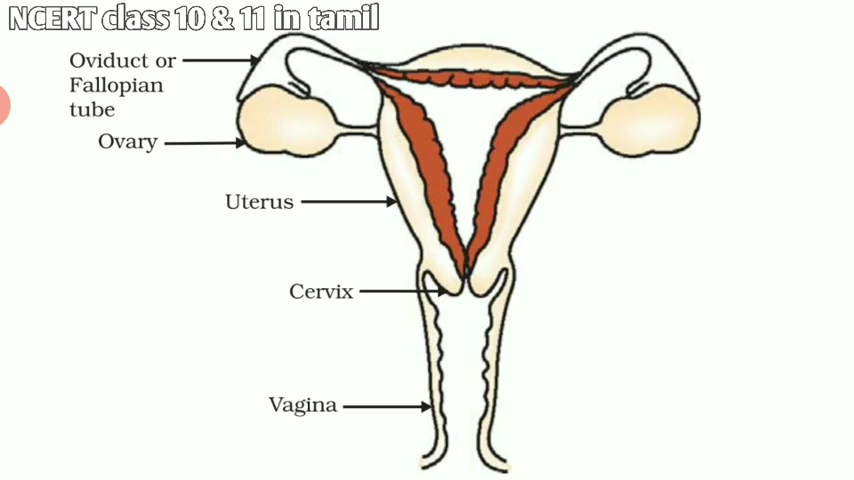 NCERT class 10 & 11 in tamil
Oviduct or
Fallopian
tube
Ovary
Uterus
Cervix
Vagina